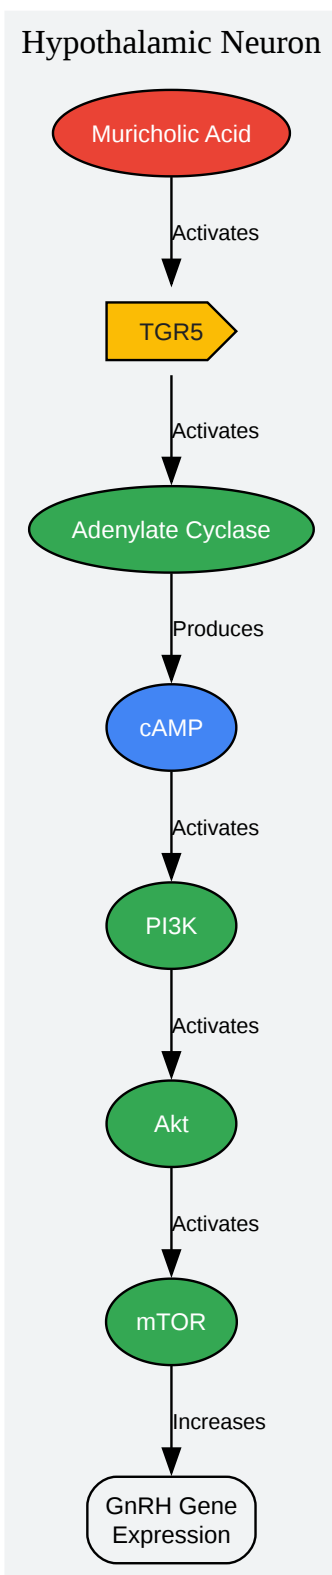 Hypothalamic Neuron
Muricholic Acid
Activates
TGR5
Activates
Adenylate Cyclase
Produces
cAMP
Activates
PI3K
Activates
Akt
Activates
mTOR
Increases
GnRH Gene
Expression